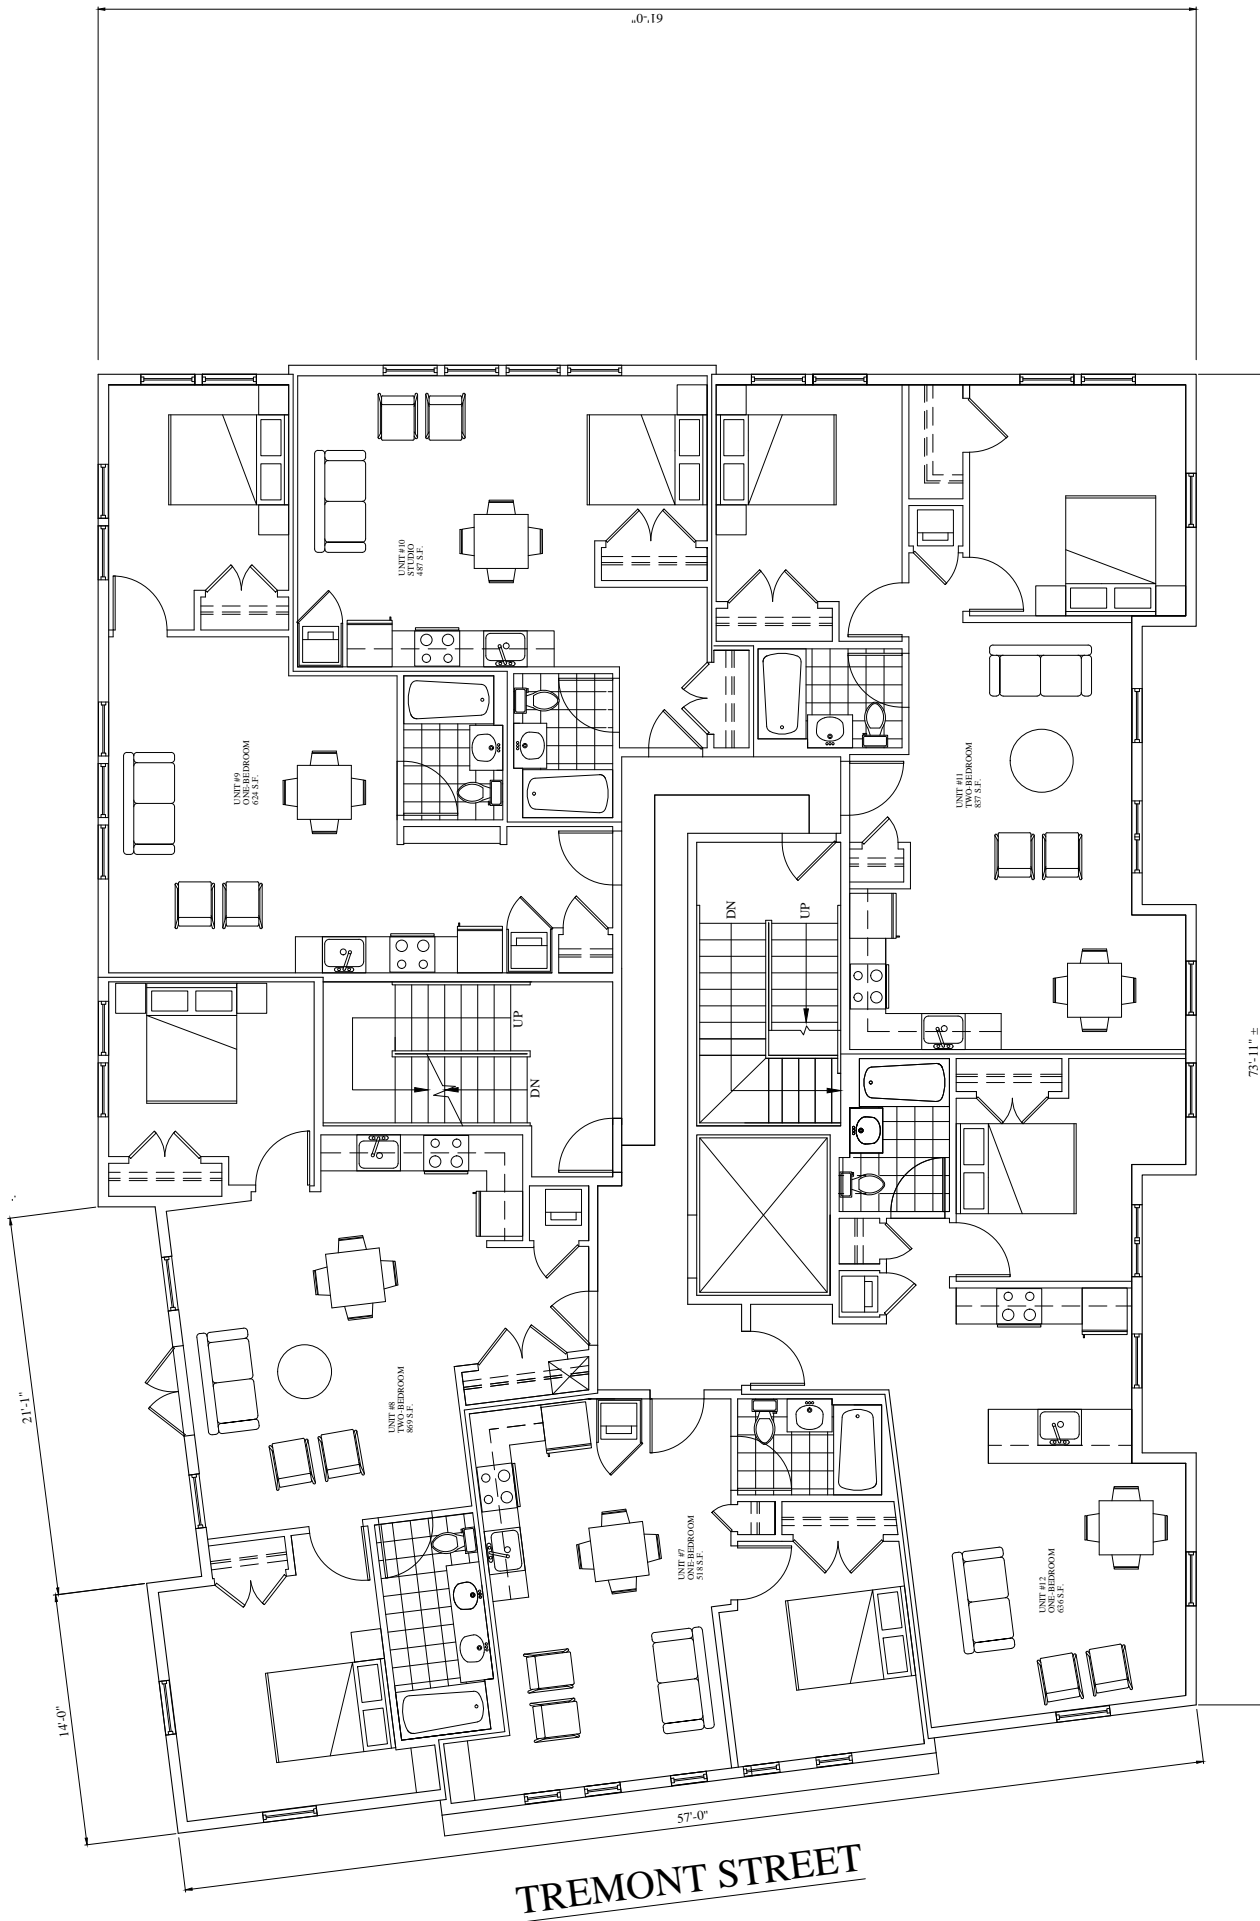 61'-0"
UNIT #10
STUDIO
487 S.F.
UNIT #9
ONE-BEDROOM
624 S.F.
UNIT #11
TWO-BEDROOM
837 S.F.
DN
UP
UP
DN
73'-11" ±
21'-1"
UNIT #8
TWO-BEDROOM
869 S.F.
UNIT #7
ONE-BEDROOM
518 S.F.
UNIT #12
ONE-BEDROOM
636 S.F.
14'-0"
57'-0"
TREMONT STREET